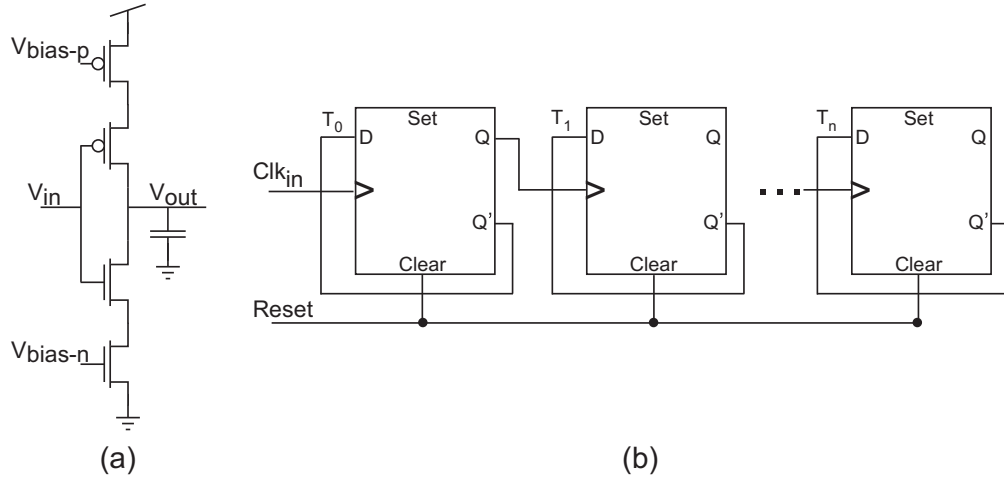 Vbias-p
Vin
Vout
Vbias-n
(a)
T0
Set
D
Q
Clkin
Q'
Clear
T1
Set
D
Q
Q'
Clear
Tn
Set
D
Q
Q'
Clear
Reset
(b)